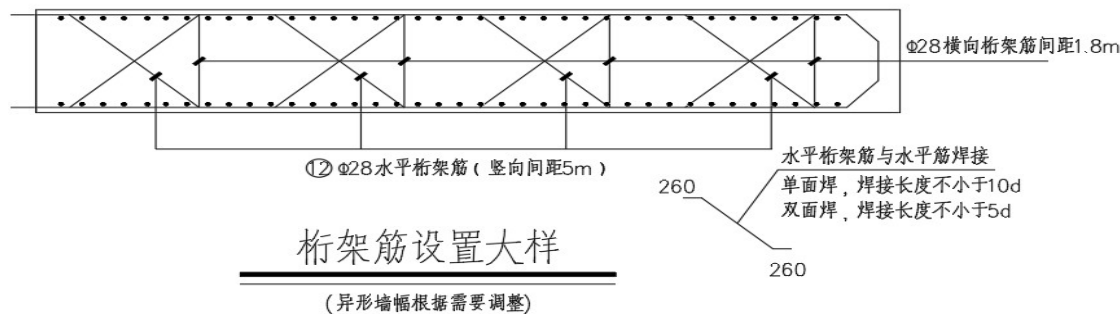 Φ28横向桁架筋间距1.8m
⑫Φ28水平桁架筋(竖向间距5m)
水平桁架筋与水平筋焊接
单面焊,焊接长度不小于10d
双面焊,焊接长度不小于5d
260
260
桁架筋设置大样
(异形墙幅根据需要调整)